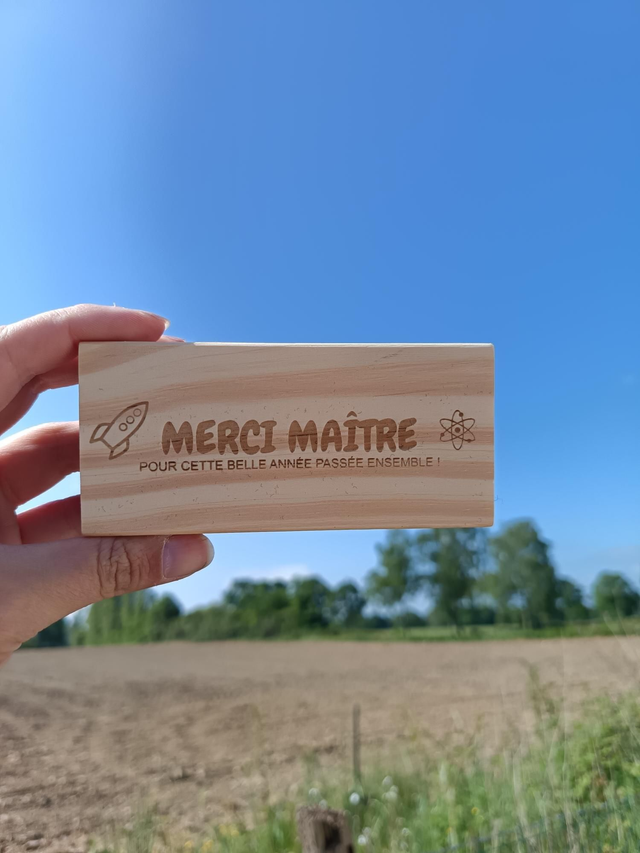 MERCI MAÎTRE
POUR CETTE BELLE ANNÉE PASSÉE ENSEMBLE !